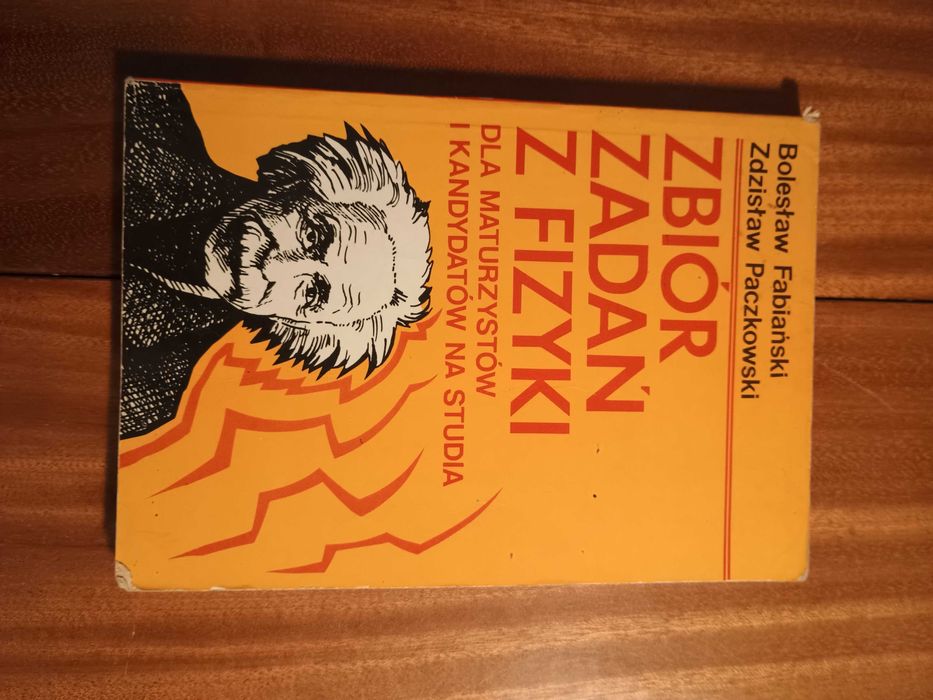 Bolesław Fabiański
Zdzisław Paczkowski
ZBIÓR
ZADAŃ
Z FIZYKI
DLA MATURZYSTÓW
I KANDYDATÓW NA STUDIA